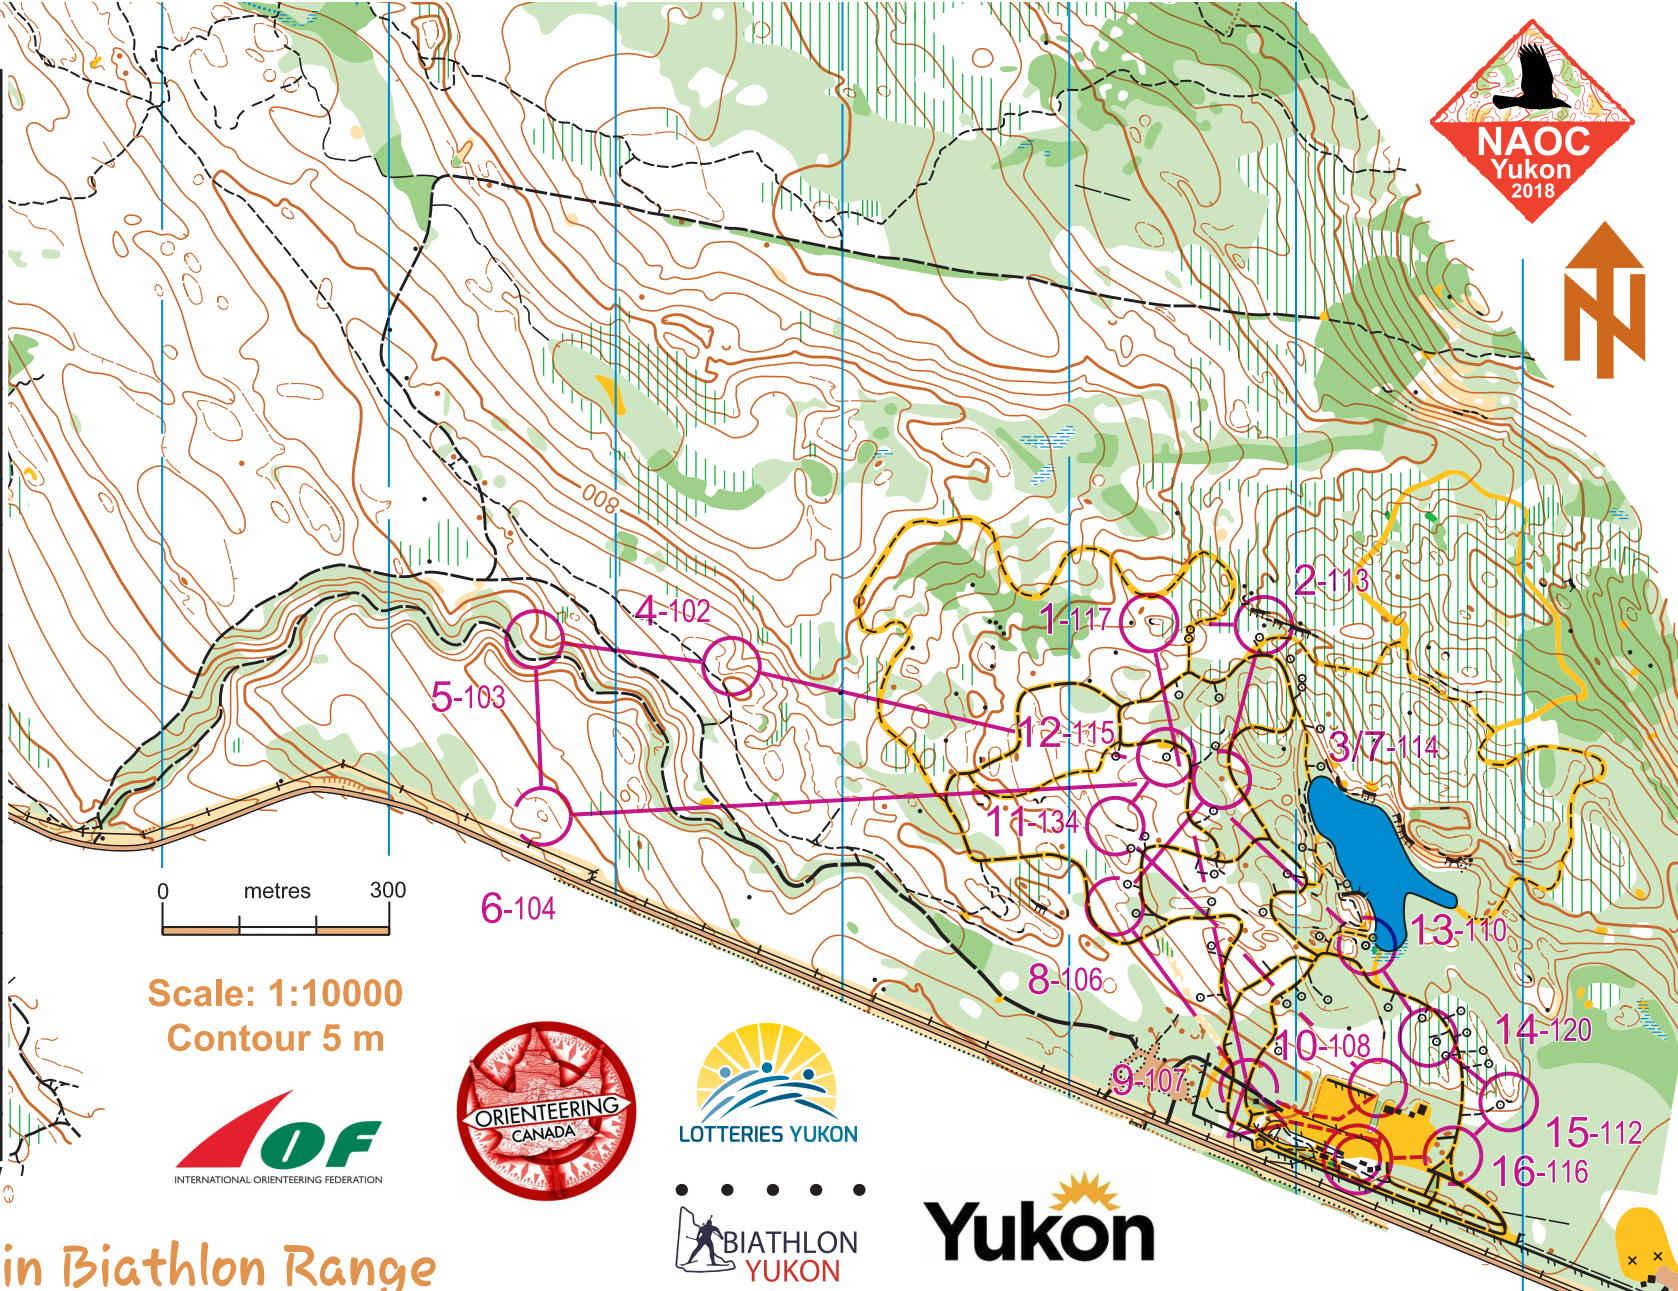 NAOC
Yukon
2018
N
800
2-113
4-102
1-117
5-103
12-115
3/7-114
11-134
6-104
13-110
8-106
14-120
10-108
9-107
15-112
16-116
0 metres 300
Scale: 1:10000
Contour 5 m
IOF
INTERNATIONAL ORIENTEERING FEDERATION
ORIENTEERING
CANADA
LOTTERIES YUKON
BIATHLON
YUKON
Yukon
in Biathlon Range